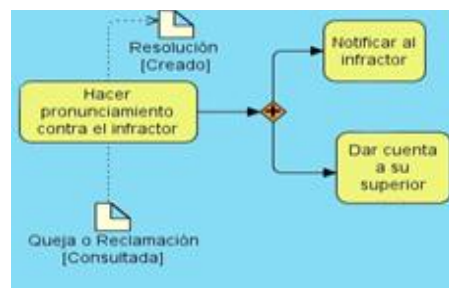 Resolución
[Creado]
Notificar al
infractor
Hacer
pronunciamiento
contra el infractor
Dar cuenta
a su
superior
Queja o Reclamación
[Consultada]